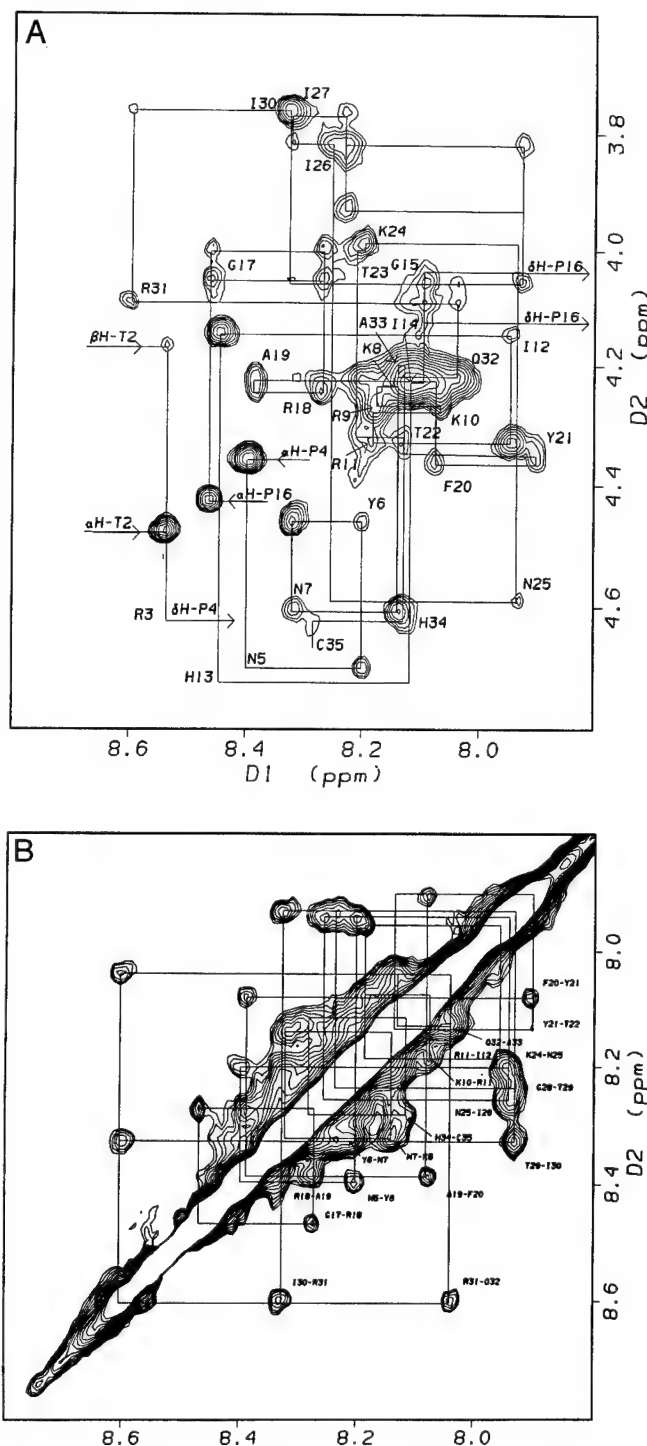 A
I27
I30
3.8
I26
K24
4.0
G17
T23
G15
δH-P16
R31
A33
I14
δH-P16
βH-T2
K8
I12
A19
Q32
4.2
D2 (ppm)
R18
R9
K10
T22
Y21
R11
αH-P4
F20
4.4
αH-P16
Y6
αH-T2
N7
N25
4.6
R3
δH-P4
C35
H34
N5
H13
8.6
8.4
8.2
8.0
D1 (ppm)
B
8.0
F20-Y21
Y21-T22
Q32-A33
R11-I12
K24-N25
8.2
K10-R11
G28-T29
N25-I26
D2 (ppm)
H34-C35
Y6-N7
N7-K8
T29-I30
R18-A19
N5-Y6
A19-F20
8.4
G17-R18
I30-R31
R31-Q32
8.6
8.6
8.4
8.2
8.0